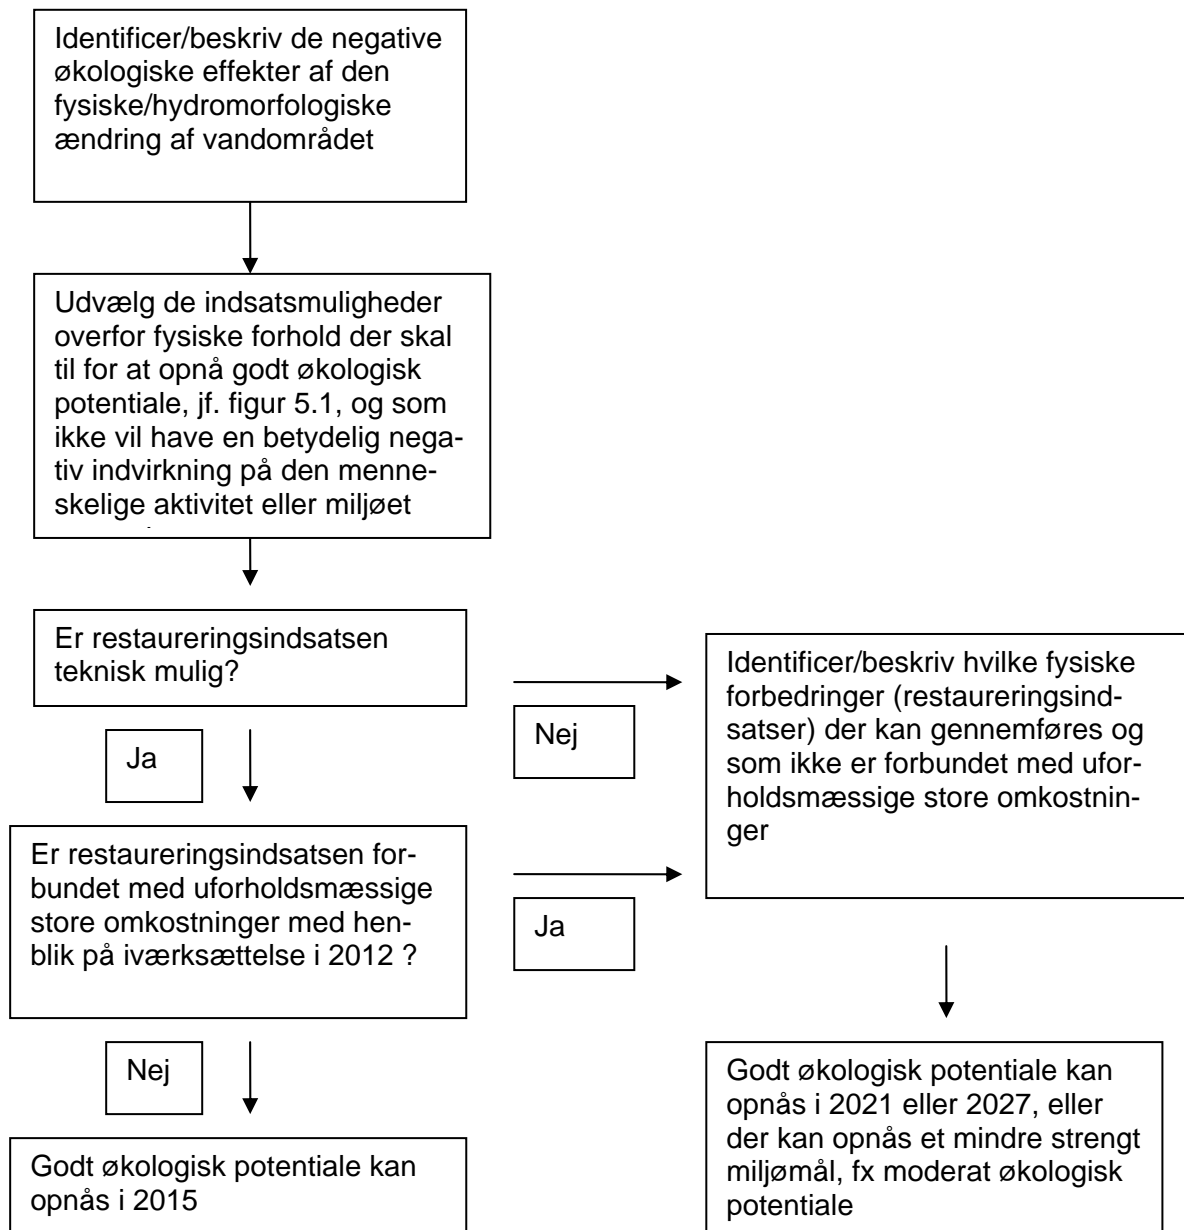 Identificer/beskriv de negative
økologiske effekter af den
fysiske/hydromorfologiske
ændring af vandområdet
Udvælg de indsatsmuligheder
overfor fysiske forhold der skal
til for at opnå godt økologisk
potentiale, jf. figur 5.1, og som
ikke vil have en betydelig nega-
tiv indvirkning på den menne-
skelige aktivitet eller miljøet
Er restaureringsindsatsen
teknisk mulig?
Ja
Nej
Identificer/beskriv hvilke fysiske
forbedringer (restaureringsind-
satser) der kan gennemføres og
som ikke er forbundet med ufor-
holdsmæssige store omkostnin-
ger
Er restaureringsindsatsen for-
bundet med uforholdsmæssige
store omkostninger med hen-
blik på iværksættelse i 2012 ?
Ja
Nej
Godt økologisk potentiale kan
opnås i 2015
Godt økologisk potentiale kan
opnås i 2021 eller 2027, eller
der kan opnås et mindre strengt
miljømål, fx moderat økologisk
potentiale